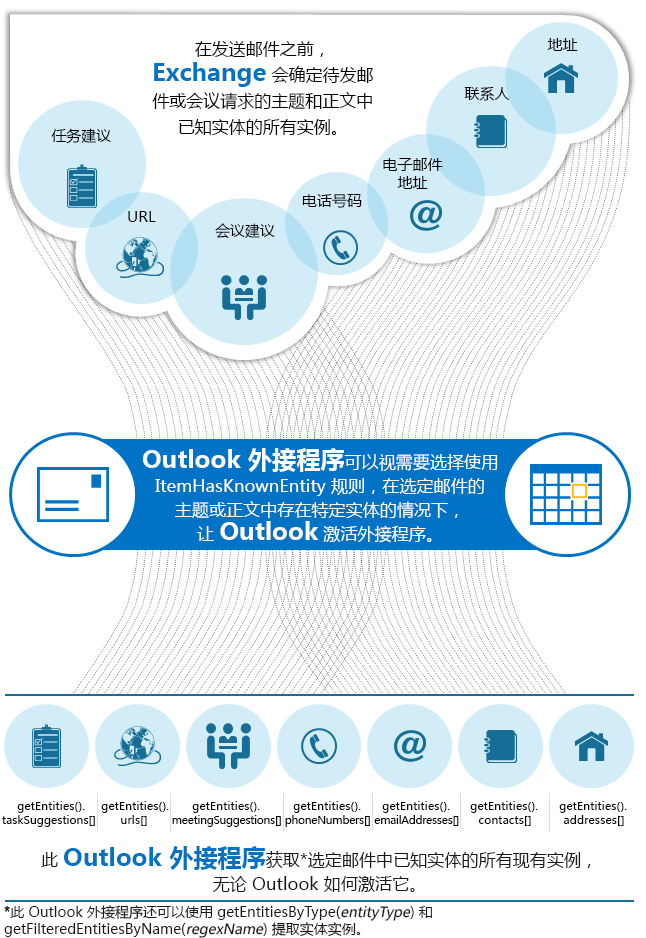 在发送邮件之前，
Exchange 会确定待发邮
件或会议请求的主题和正文中
已知实体的所有实例。
地址
联系人
任务建议
电子邮件
地址
电话号码
URL
会议建议
Outlook 外接程序可以视需要选择使用
ItemHasKnownEntity 规则，在选定邮件的
主题或正文中存在特定实体的情况下，
让 Outlook 激活外接程序。
getEntities().
taskSuggestions[]
getEntities().
urls[]
getEntities().
meetingSuggestions[]
getEntities().
phoneNumbers[]
getEntities().
emailAddresses[]
getEntities().
contacts[]
getEntities().
addresses[]
此 Outlook 外接程序获取*选定邮件中已知实体的所有现有实例，
无论 Outlook 如何激活它。
*此 Outlook 外接程序还可以使用 getEntitiesByType(entityType) 和
getFilteredEntitiesByName(regexName) 提取实体实例。